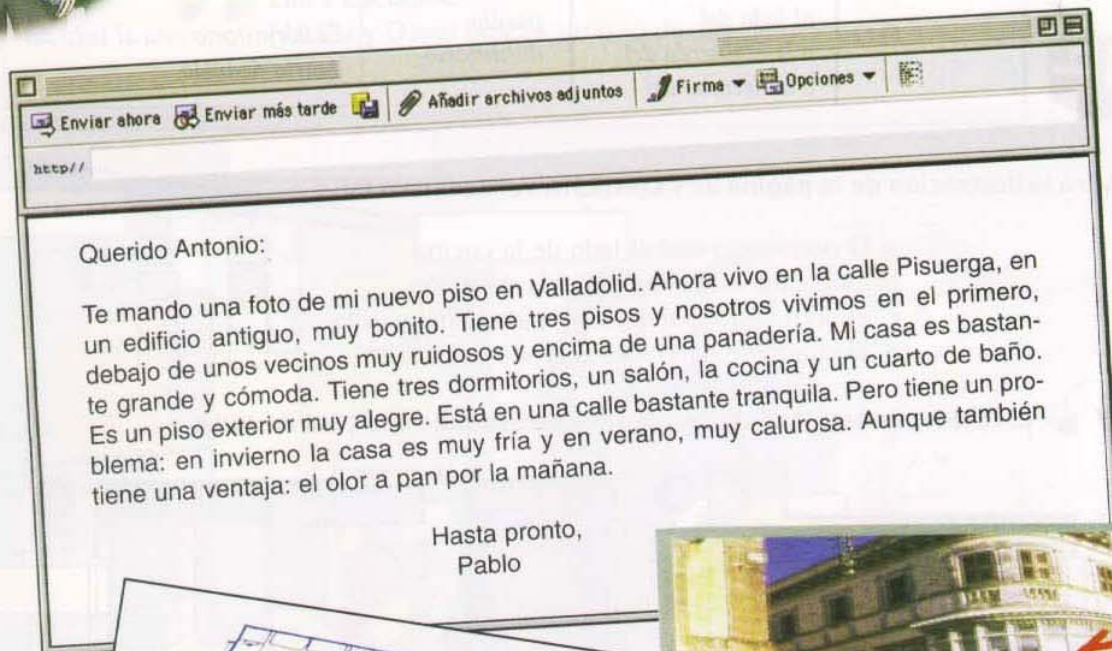 Enviar ahora Enviar más tarde Añadir archivos adjuntos Firma Opciones
http//
Querido Antonio:
Te mando una foto de mi nuevo piso en Valladolid. Ahora vivo en la calle Pisuerga, en
un edificio antiguo, muy bonito. Tiene tres pisos y nosotros vivimos en el primero,
debajo de unos vecinos muy ruidosos y encima de una panadería. Mi casa es bastan-
te grande y cómoda. Tiene tres dormitorios, un salón, la cocina y un cuarto de baño.
Es un piso exterior muy alegre. Está en una calle bastante tranquila. Pero tiene un pro-
blema: en invierno la casa es muy fría y en verano, muy calurosa. Aunque también
tiene una ventaja: el olor a pan por la mañana.
Hasta pronto,
Pablo